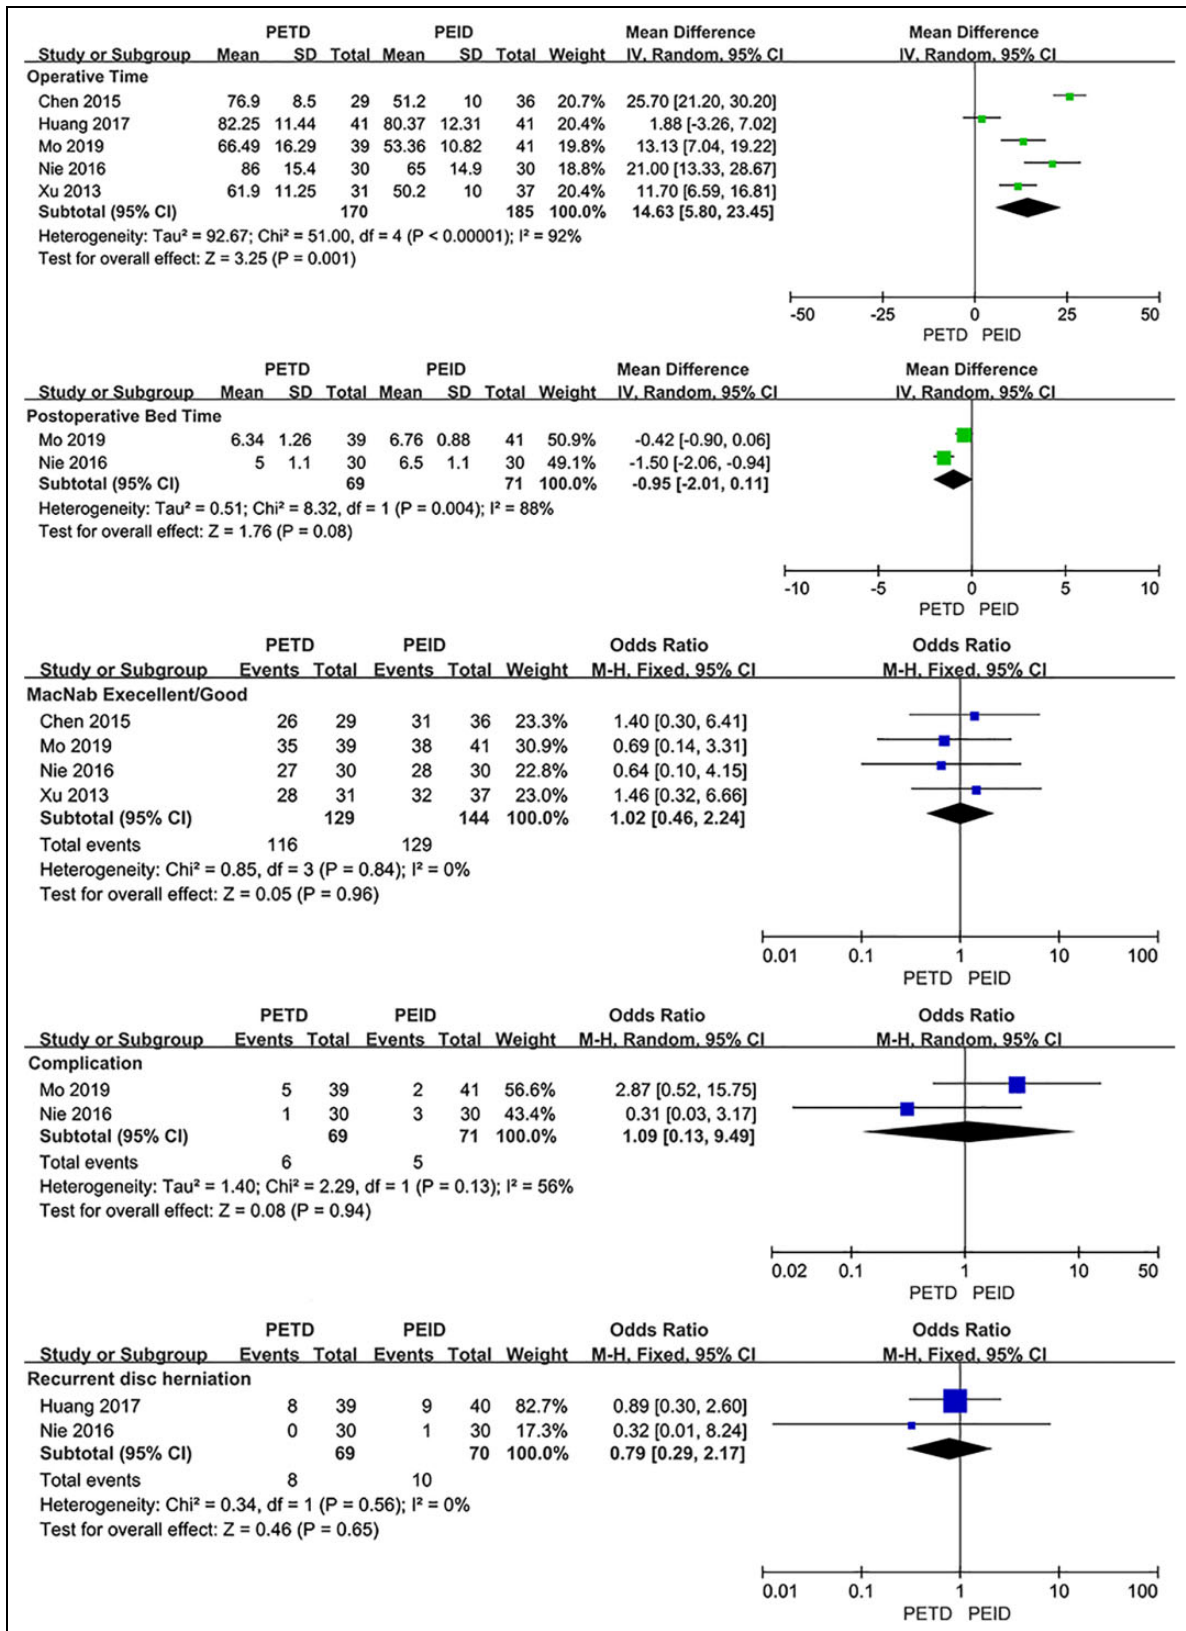 PETD PEID Mean Difference Mean Difference
Study or Subgroup Mean SD Total Mean SD Total Weight IV, Random, 95% CI IV, Random, 95% CI
Operative Time
Chen 2015 76.9 8.5 29 51.2 10 36 20.7% 25.70 [21.20, 30.20]
Huang 2017 82.25 11.44 41 80.37 12.31 41 20.4% 1.88 [-3.26, 7.02]
Mo 2019 66.49 16.29 39 53.36 10.82 41 19.8% 13.13 [7.04, 19.22]
Nie 2016 86 15.4 30 65 14.9 30 18.8% 21.00 [13.33, 28.67]
Xu 2013 61.9 11.25 31 50.2 10 37 20.4% 11.70 [6.59, 16.81]
Subtotal (95% CI) 170 185 100.0% 14.63 [5.80, 23.45]
Heterogeneity: Tau² = 92.67; Chi² = 51.00, df = 4 (P < 0.00001); I² = 92%
Test for overall effect: Z = 3.25 (P = 0.001)
-50 -25 0 25 50
PETD PEID
PETD PEID Mean Difference Mean Difference
Study or Subgroup Mean SD Total Mean SD Total Weight IV, Random, 95% CI IV, Random, 95% CI
Postoperative Bed Time
Mo 2019 6.34 1.26 39 6.76 0.88 41 50.9% -0.42 [-0.90, 0.06]
Nie 2016 5 1.1 30 6.5 1.1 30 49.1% -1.50 [-2.06, -0.94]
Subtotal (95% CI) 69 71 100.0% -0.95 [-2.01, 0.11]
Heterogeneity: Tau² = 0.51; Chi² = 8.32, df = 1 (P = 0.004); I² = 88%
Test for overall effect: Z = 1.76 (P = 0.08)
-10 -5 0 5 10
PETD PEID
PETD PEID Odds Ratio Odds Ratio
Study or Subgroup Events Total Events Total Weight M-H, Fixed, 95% CI M-H, Fixed, 95% CI
MacNab Execellent/Good
Chen 2015 26 29 31 36 23.3% 1.40 [0.30, 6.41]
Mo 2019 35 39 38 41 30.9% 0.69 [0.14, 3.31]
Nie 2016 27 30 28 30 22.8% 0.64 [0.10, 4.15]
Xu 2013 28 31 32 37 23.0% 1.46 [0.32, 6.66]
Subtotal (95% CI) 129 144 100.0% 1.02 [0.46, 2.24]
Total events 116 129
Heterogeneity: Chi² = 0.85, df = 3 (P = 0.84); I² = 0%
Test for overall effect: Z = 0.05 (P = 0.96)
0.01 0.1 1 10 100
PETD PEID
PETD PEID Odds Ratio Odds Ratio
Study or Subgroup Events Total Events Total Weight M-H, Random, 95% CI M-H, Random, 95% CI
Complication
Mo 2019 5 39 2 41 56.6% 2.87 [0.52, 15.75]
Nie 2016 1 30 3 30 43.4% 0.31 [0.03, 3.17]
Subtotal (95% CI) 69 71 100.0% 1.09 [0.13, 9.49]
Total events 6 5
Heterogeneity: Tau² = 1.40; Chi² = 2.29, df = 1 (P = 0.13); I² = 56%
Test for overall effect: Z = 0.08 (P = 0.94)
0.02 0.1 1 10 50
PETD PEID
PETD PEID Odds Ratio Odds Ratio
Study or Subgroup Events Total Events Total Weight M-H, Fixed, 95% CI M-H, Fixed, 95% CI
Recurrent disc herniation
Huang 2017 8 39 9 40 82.7% 0.89 [0.30, 2.60]
Nie 2016 0 30 1 30 17.3% 0.32 [0.01, 8.24]
Subtotal (95% CI) 69 70 100.0% 0.79 [0.29, 2.17]
Total events 8 10
Heterogeneity: Chi² = 0.34, df = 1 (P = 0.56); I² = 0%
Test for overall effect: Z = 0.46 (P = 0.65)
0.01 0.1 1 10 100
PETD PEID